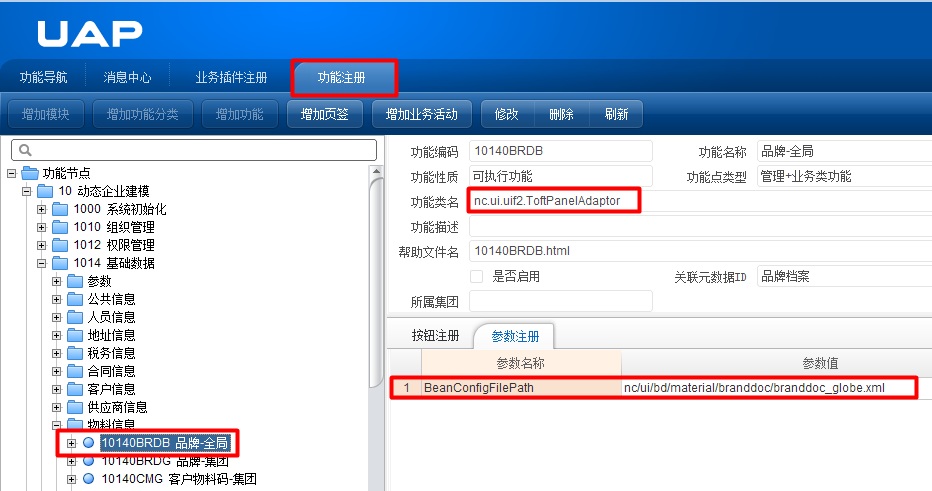 UAP
功能导航 消息中心 业务插件注册 功能注册
增加模块 增加功能分类 增加功能 增加页签 增加业务活动 修改 删除 刷新
功能节点
10 动态企业建模
1000 系统初始化
1010 组织管理
1012 权限管理
1014 基础数据
参数
公共信息
人员信息
地址信息
税务信息
合同信息
客户信息
供应商信息
物料信息
10140BRDB 品牌-全局
10140BRDG 品牌-集团
10140CMG 客户物料码-集团
功能编码 10140BRDB 功能名称 品牌-全局
功能性质 可执行功能 功能点类型 管理+业务类功能
功能类名 nc.ui.uif2.ToftPanelAdaptor
功能描述
帮助文件名 10140BRDB.html
是否启用 关联元数据ID 品牌档案
所属集团
按钮注册 参数注册
参数名称 参数值
1 BeanConfigFilePath nc/ui/bd/material/branddoc/branddoc_globe.xml